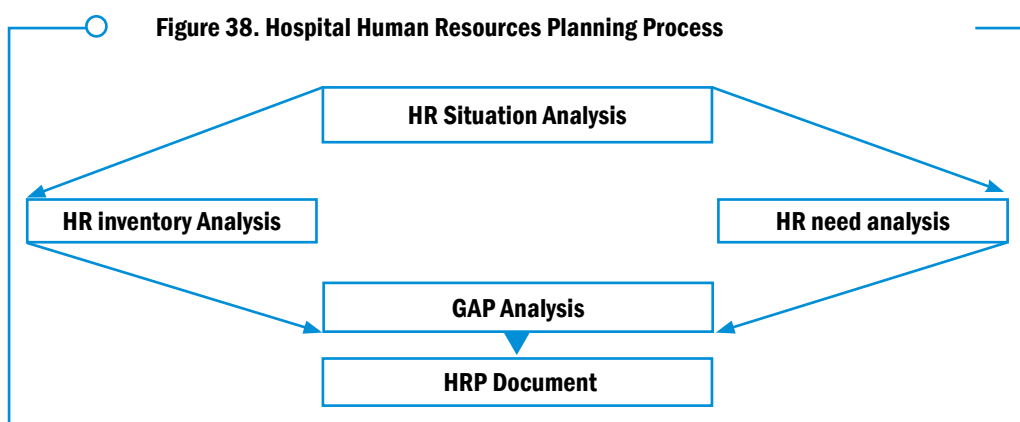 Figure 38. Hospital Human Resources Planning Process
HR Situation Analysis
HR inventory Analysis
HR need analysis
GAP Analysis
HRP Document